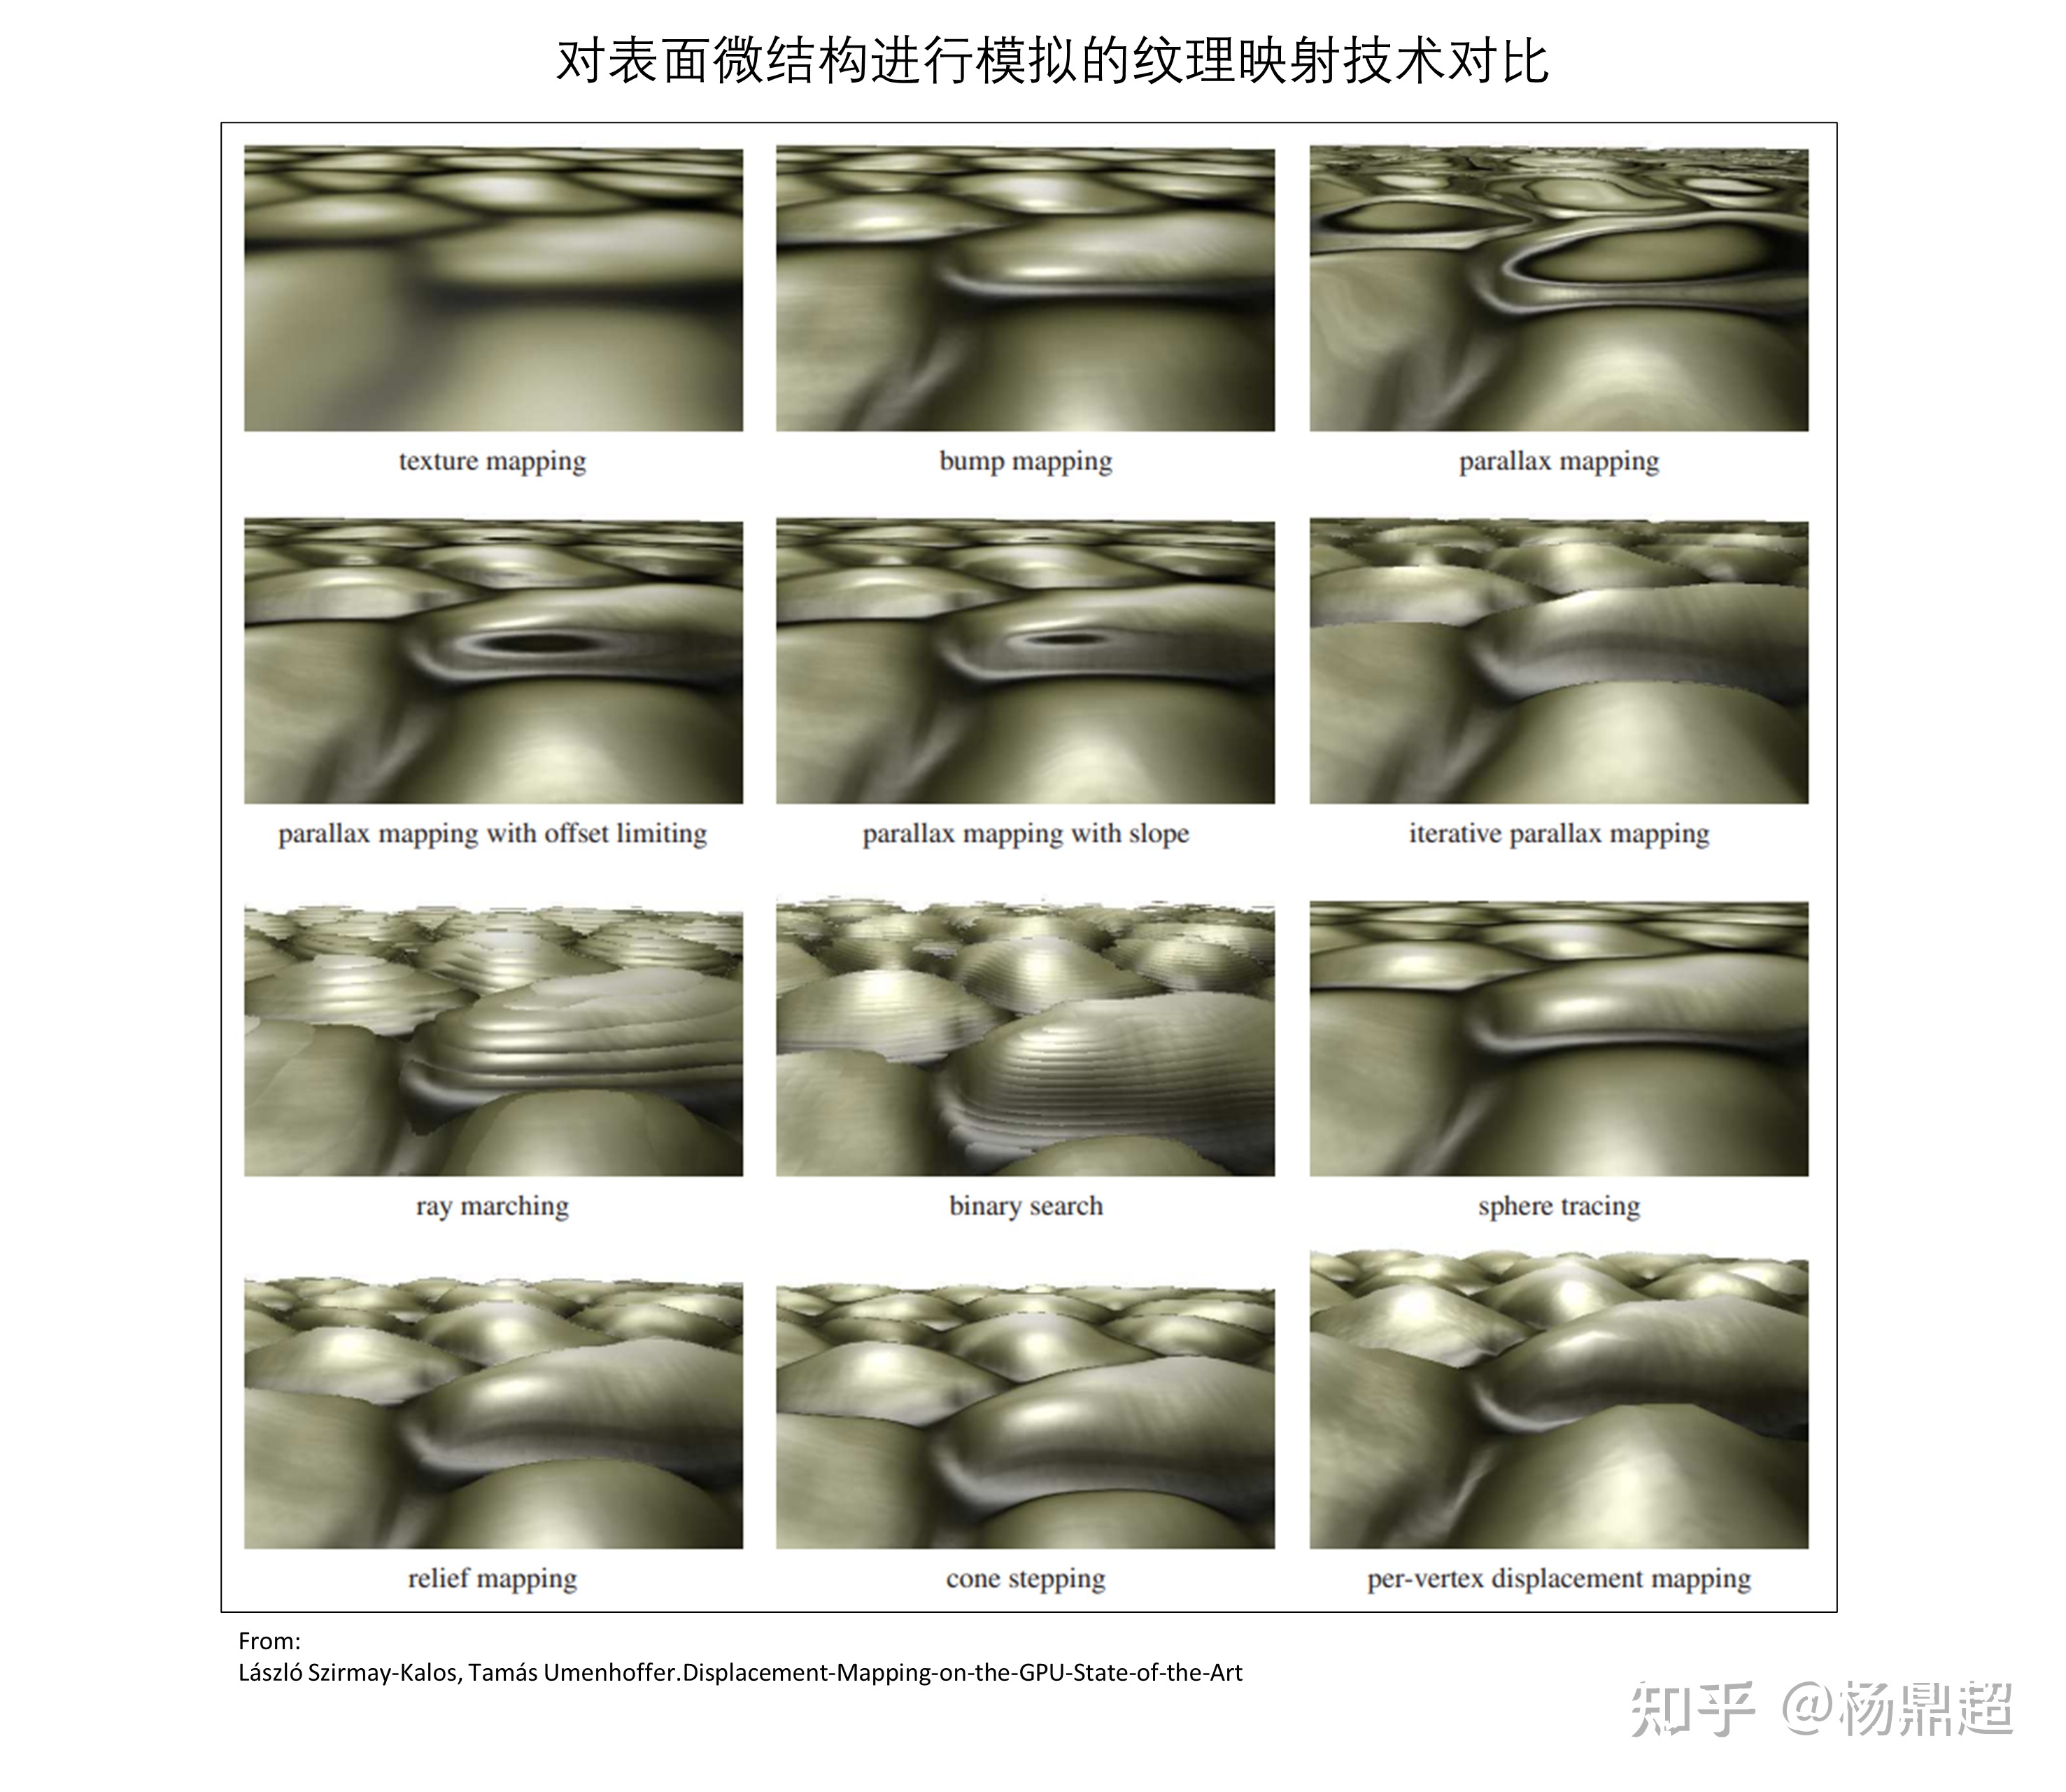 对表面微结构进行模拟的纹理映射技术对比
texture mapping
bump mapping
parallax mapping
parallax mapping with offset limiting
parallax mapping with slope
iterative parallax mapping
ray marching
binary search
sphere tracing
relief mapping
cone stepping
per-vertex displacement mapping
From:
László Szirmay-Kalos, Tamás Umenhoffer.Displacement-Mapping-on-the-GPU-State-of-the-Art
知乎 @杨鼎超